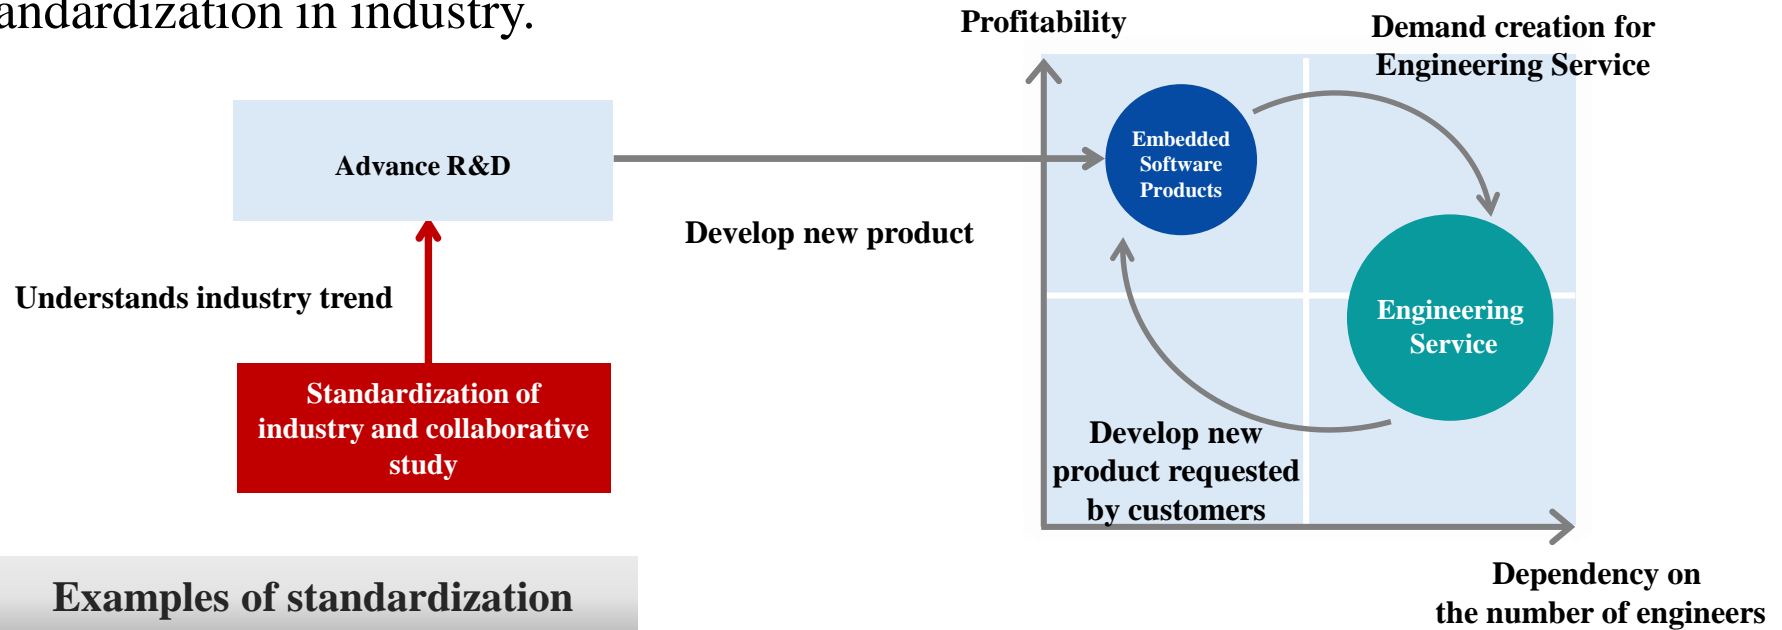 andardization in industry.
Profitability
Demand creation for
Engineering Service
Advance R&D
Embedded
Software
Products
Develop new product
Understands industry trend
Engineering
Service
Standardization of
industry and collaborative
study
Develop new
product requested
by customers
Examples of standardization
Dependency on
the number of engineers